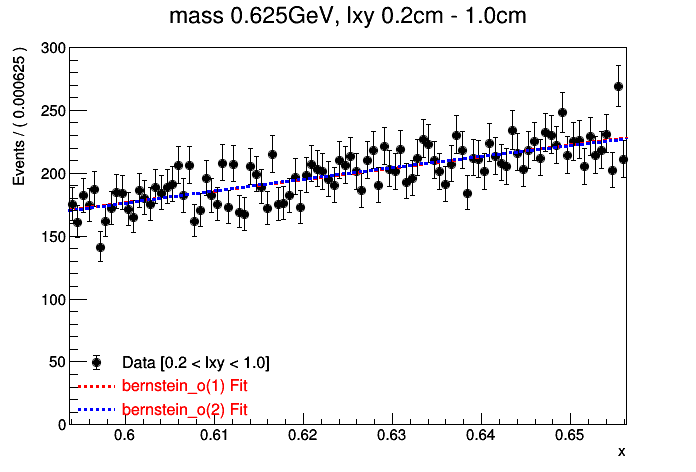 mass 0.625GeV, lxy 0.2cm - 1.0cm
Events / ( 0.000625 )
300
250
200
150
100
50
0
Data [0.2 < lxy < 1.0]
bernstein_o(1) Fit
bernstein_o(2) Fit
0.6 0.61 0.62 0.63 0.64 0.65
x